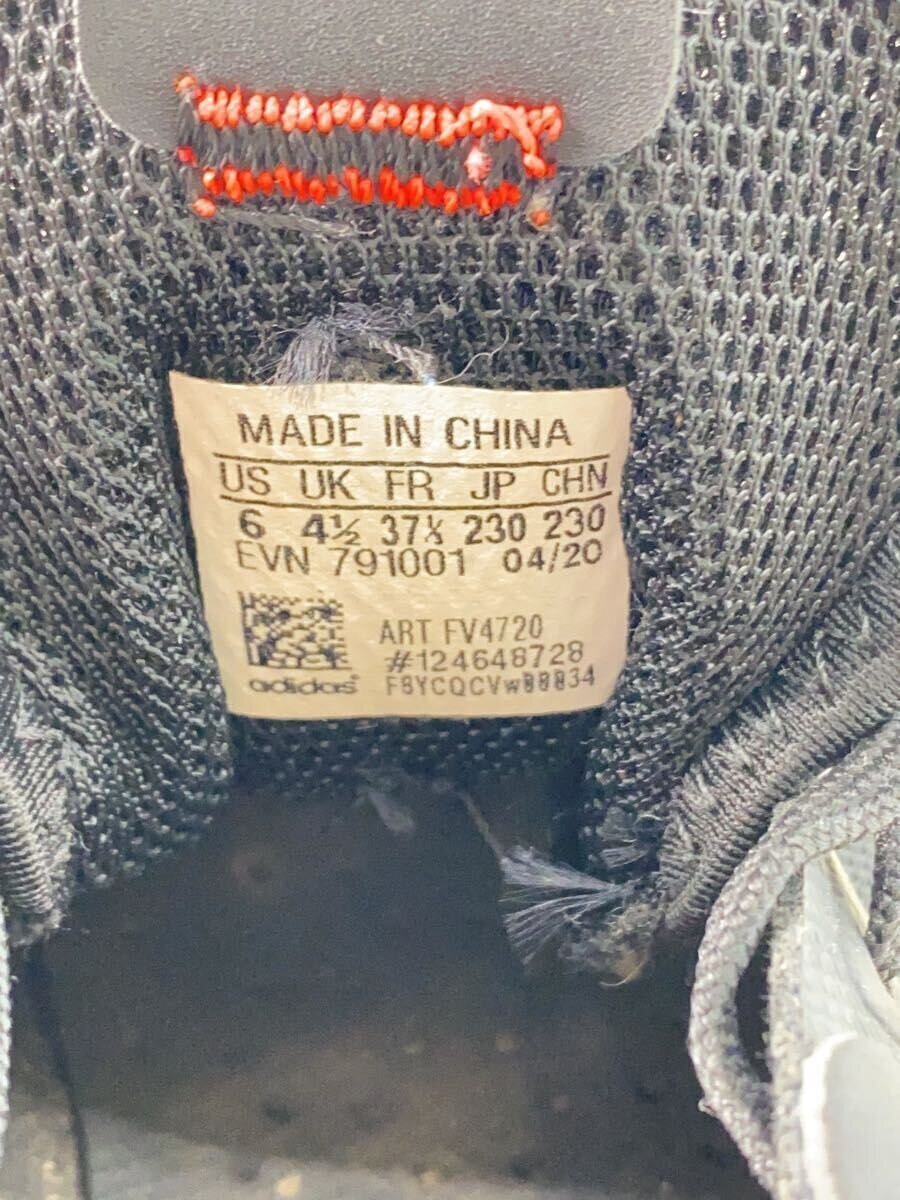 MADE IN CHINA
US UK FR JP CHN
6 4½ 37⅓ 230 230
EVN 791001 04/20
ART FV4720
#124648728
adidas